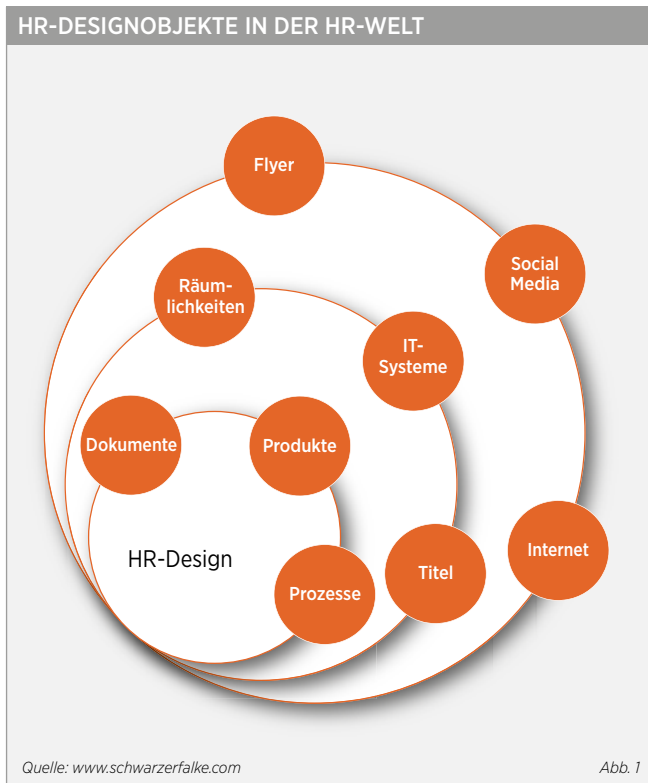 HR-DESIGNOBJEKTE IN DER HR-WELT
Flyer
Social
Media
Räum-
lichkeiten
IT-
Systeme
Dokumente
Produkte
HR-Design
Internet
Titel
Prozesse
Quelle: www.schwarzerfalke.com
Abb. 1